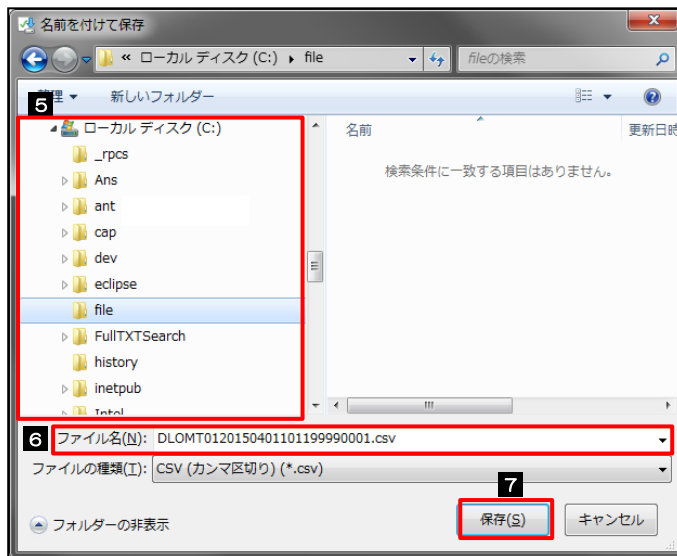 名前を付けて保存
« ローカル ディスク (C:) ▸ file
fileの検索
整理 ▼ 新しいフォルダー
5
ローカル ディスク (C:)
_rpcs
Ans
ant
cap
dev
eclipse
file
FullTXTSearch
history
inetpub
Intel
名前
更新日時
検索条件に一致する項目はありません。
6
ファイル名(N): DLOMT0120150401101199990001.csv
ファイルの種類(T): CSV (カンマ区切り) (*.csv)
7
フォルダーの非表示
保存(S)
キャンセル